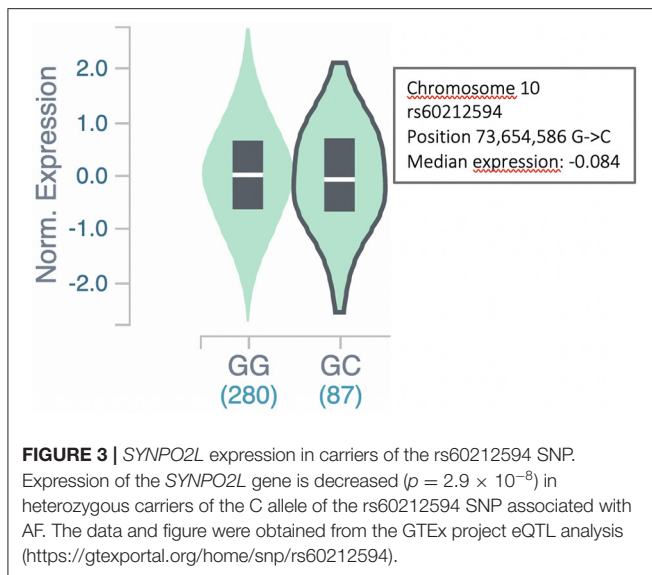 Norm. Expression
2.0
1.0
0.0
-1.0
-2.0
GG
(280)
GC
(87)
Chromosome 10
rs60212594
Position 73,654,586 G->C
Median expression: -0.084
FIGURE 3 | SYNPO2L expression in carriers of the rs60212594 SNP.
Expression of the SYNPO2L gene is decreased (p = 2.9 × 10⁻⁸) in
heterozygous carriers of the C allele of the rs60212594 SNP associated with
AF. The data and figure were obtained from the GTEx project eQTL analysis
(https://gtexportal.org/home/snp/rs60212594).